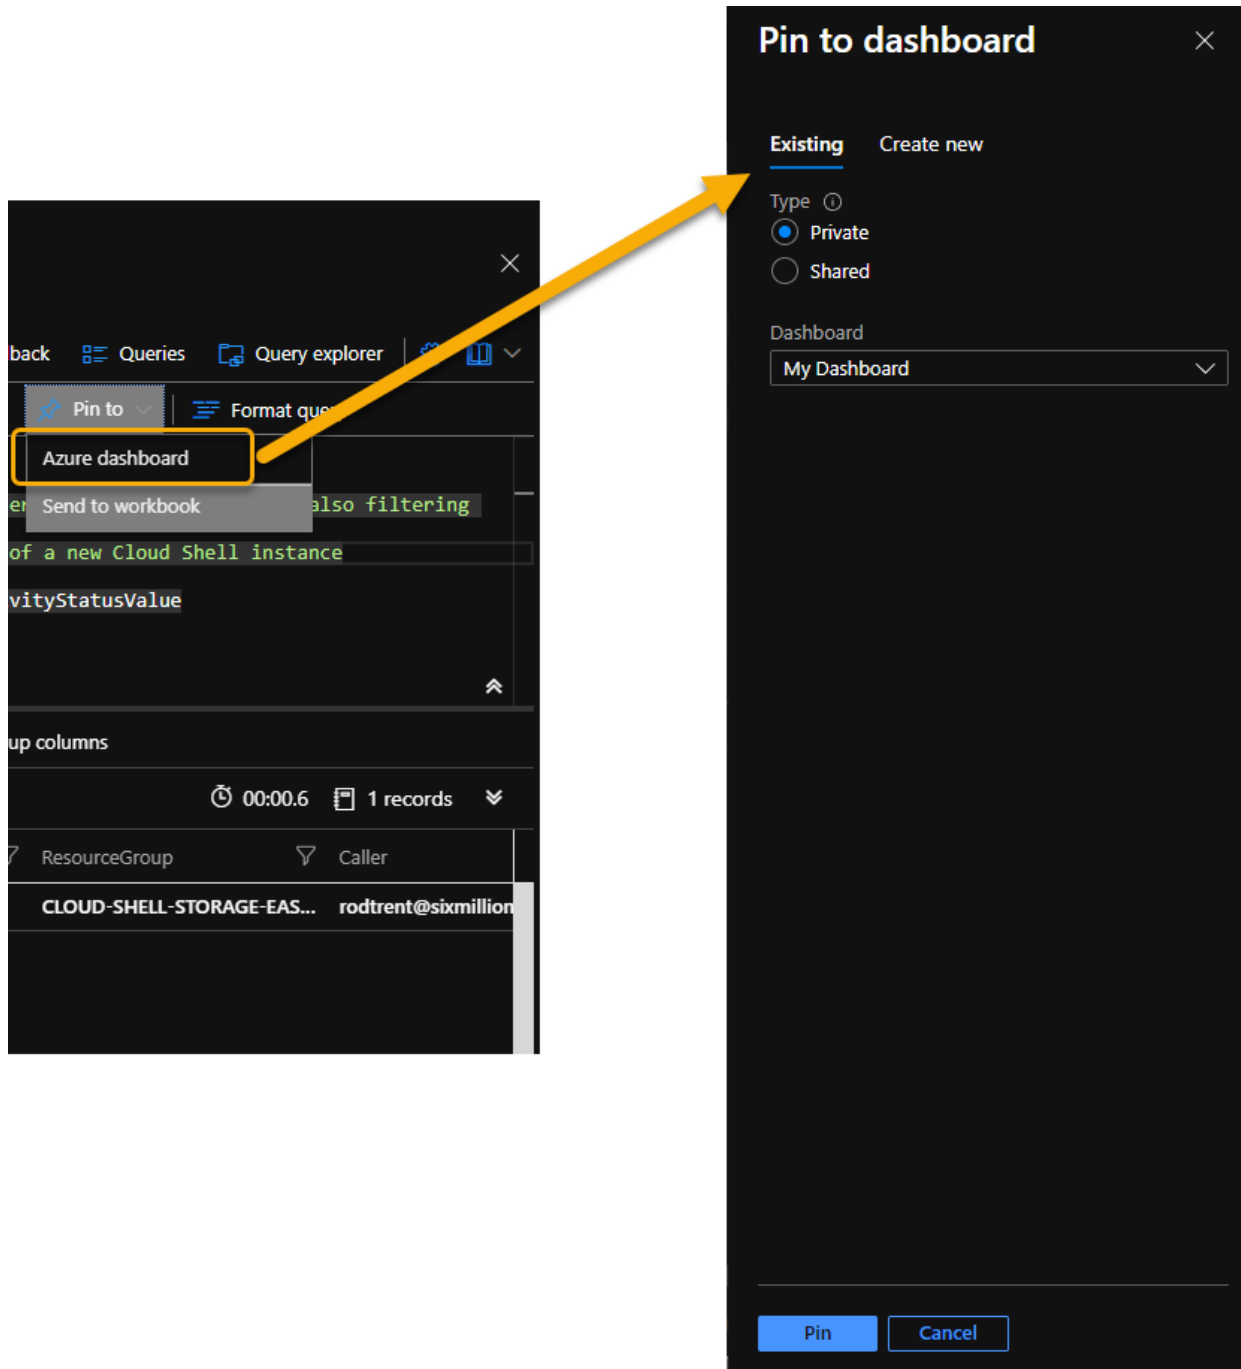 Pin to dashboard
Existing Create new
Type
Private
Shared
Dashboard
My Dashboard
Pin Cancel
back Queries Query explorer
Pin to Format
Azure dashboard
Send to workbook also filtering
of a new Cloud Shell instance
vityStatusValue
up columns
00:00.6 1 records
ResourceGroup Caller
CLOUD-SHELL-STORAGE-EAS... rodtrent@sixmillion